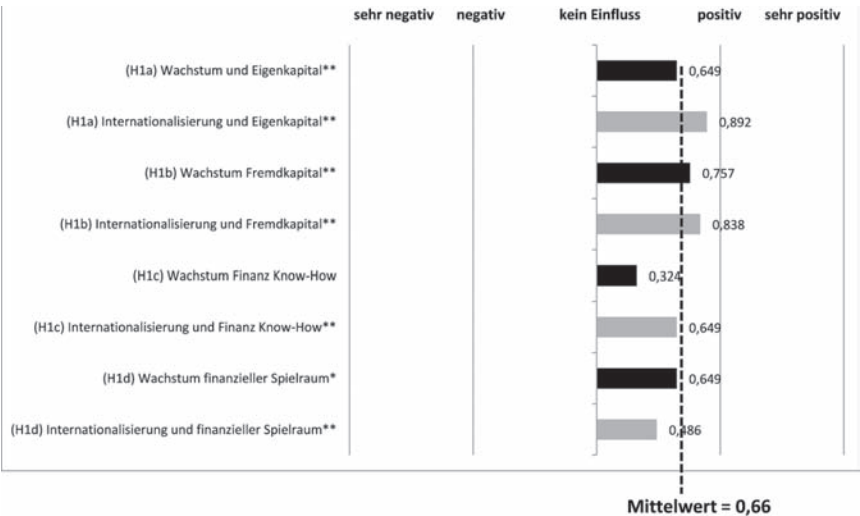 sehr negativ negativ kein Einfluss positiv sehr positiv
(H1a) Wachstum und Eigenkapital** 0,649
(H1a) Internationalisierung und Eigenkapital** 0,892
(H1b) Wachstum Fremdkapital** 0,757
(H1b) Internationalisierung und Fremdkapital** 0,838
(H1c) Wachstum Finanz Know-How 0,324
(H1c) Internationalisierung und Finanz Know-How** 0,649
(H1d) Wachstum finanzieller Spielraum* 0,649
(H1d) Internationalisierung und finanzieller Spielraum** 0,486
Mittelwert = 0,66